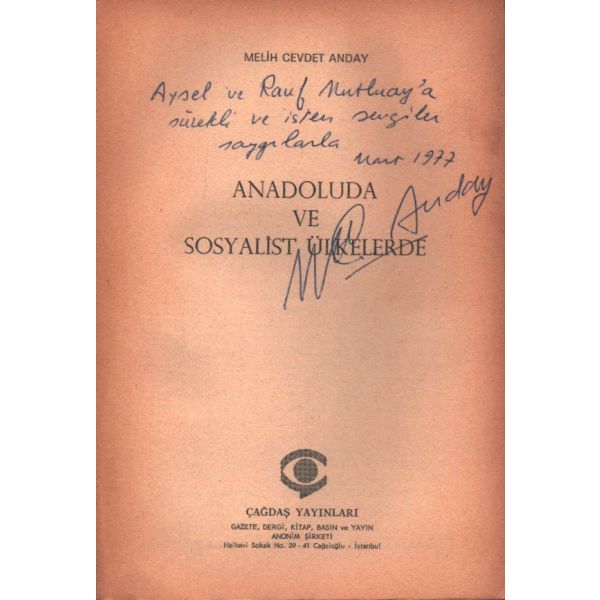 MELİH CEVDET ANDAY
Aysel ve Rauf Mutluay'a
sürekli ve içten sevgiler
saygılarla
Mart 1977
ANADOLUDA
VE
SOSYALİST ÜLKELERDE
M. C. Anday
ÇAĞDAŞ YAYINLARI
GAZETE, DERGİ, KİTAP, BASIN ve YAYIN
ANONİM ŞİRKETİ
Halkevi Sokak No. 39 - 41 Cağaloğlu - İstanbul